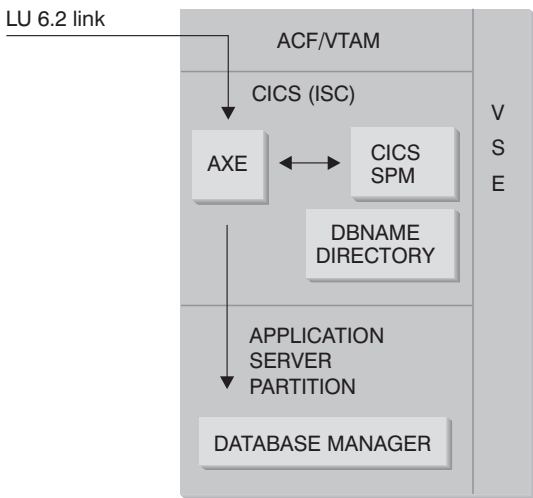 LU 6.2 link
ACF/VTAM
CICS (ISC)
AXE
CICS
SPM
DBNAME
DIRECTORY
APPLICATION
SERVER
PARTITION
DATABASE MANAGER
V
S
E